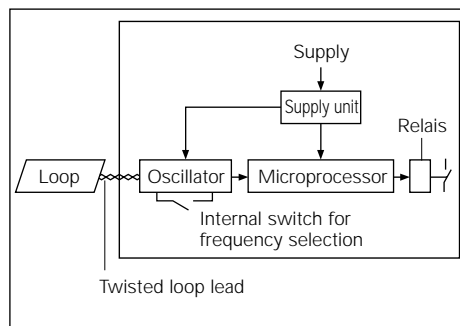 Supply
Supply unit
Relais
Loop
Oscillator
Microprocessor
Internal switch for
frequency selection
Twisted loop lead